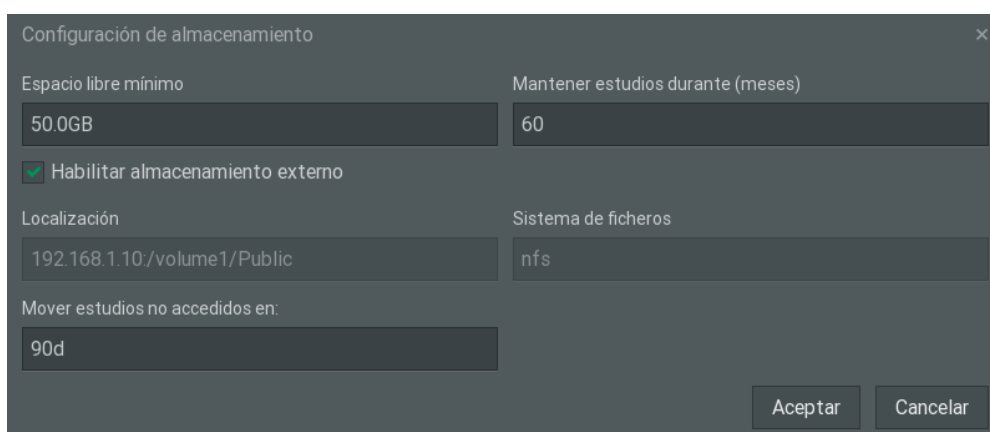 Configuración de almacenamiento
Espacio libre mínimo
Mantener estudios durante (meses)
50.0GB
60
Habilitar almacenamiento externo
Localización
Sistema de ficheros
192.168.1.10:/volume1/Public
nfs
Mover estudios no accedidos en:
90d
Aceptar
Cancelar